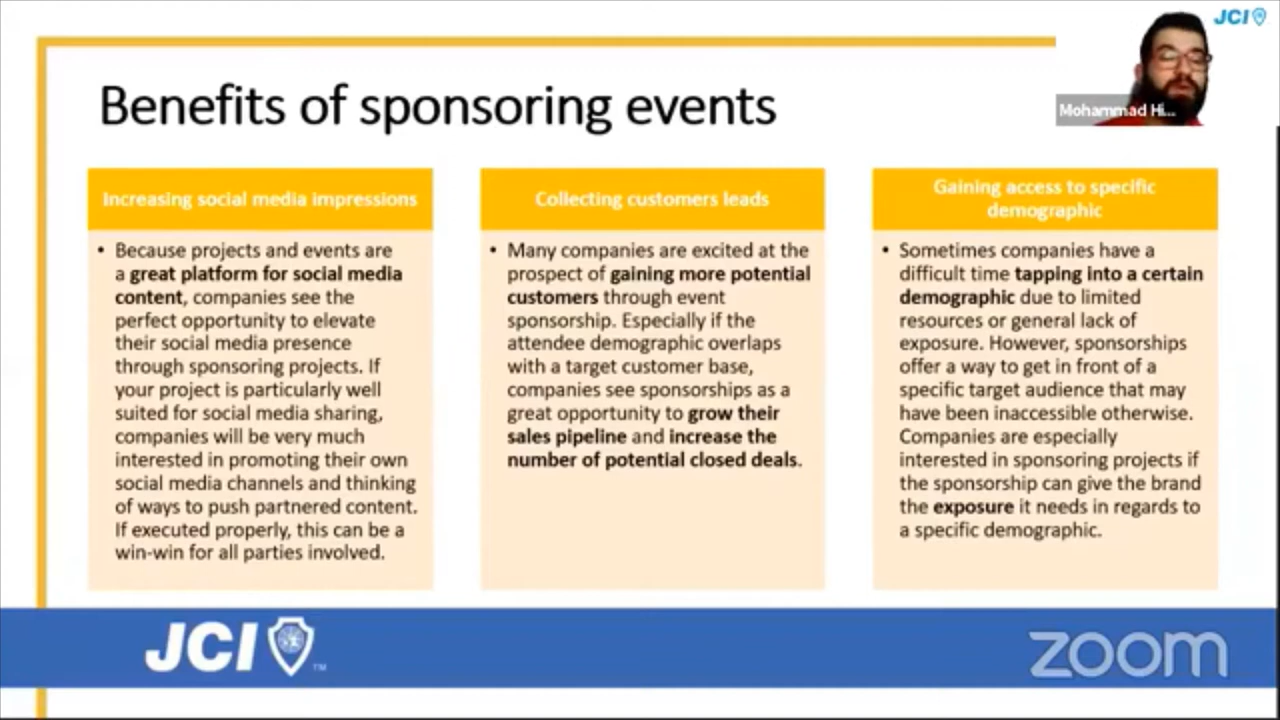 JCI
Benefits of sponsoring events
Mohammad Hi...
Increasing social media impressions
• Because projects and events are
a great platform for social media
content, companies see the
perfect opportunity to elevate
their social media presence
through sponsoring projects. If
your project is particularly well
suited for social media sharing,
companies will be very much
interested in promoting their own
social media channels and thinking
of ways to push partnered content.
If executed properly, this can be a
win-win for all parties involved.
Collecting customers leads
• Many companies are excited at the
prospect of gaining more potential
customers through event
sponsorship. Especially if the
attendee demographic overlaps
with a target customer base,
companies see sponsorships as a
great opportunity to grow their
sales pipeline and increase the
number of potential closed deals.
Gaining access to specific
demographic
• Sometimes companies have a
difficult time tapping into a certain
demographic due to limited
resources or general lack of
exposure. However, sponsorships
offer a way to get in front of a
specific target audience that may
have been inaccessible otherwise.
Companies are especially
interested in sponsoring projects if
the sponsorship can give the brand
the exposure it needs in regards to
a specific demographic.
JCI TM
zoom